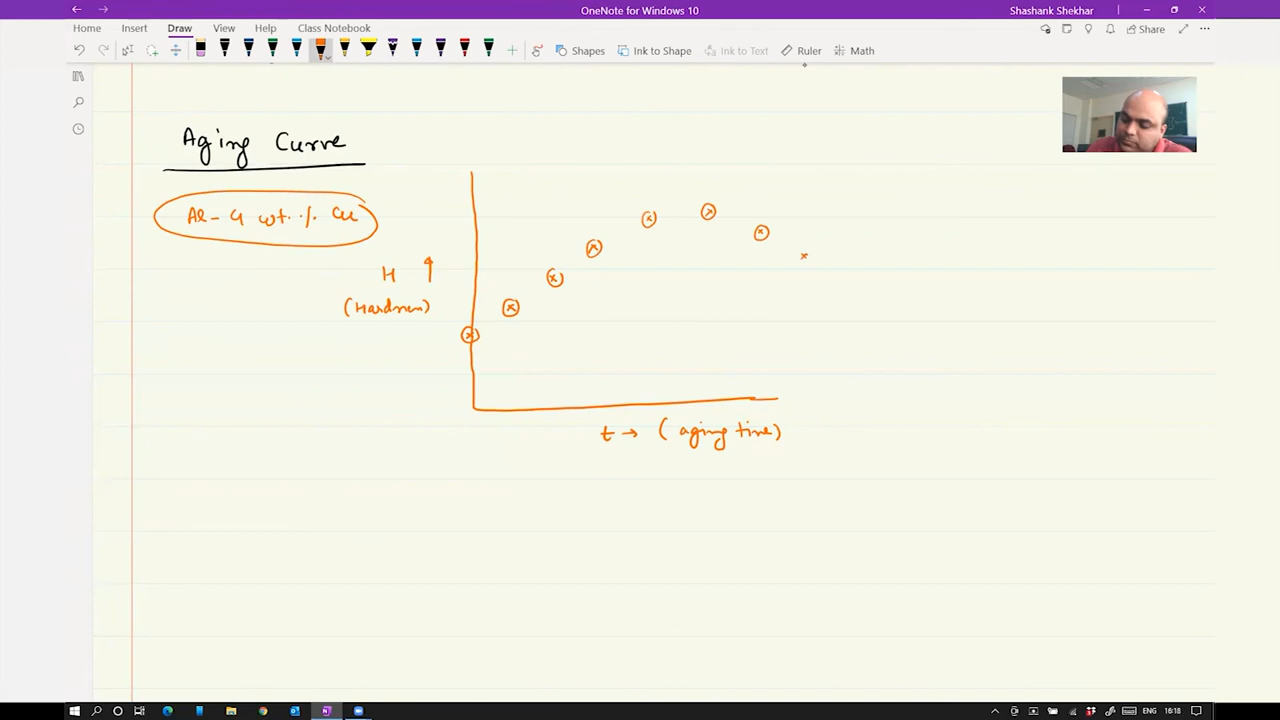 OneNote for Windows 10
Shashank Shekhar
Home Insert Draw View Help Class Notebook
Share
Shapes Ink to Shape Ink to Text Ruler Math
Aging Curve
Al-4 wt.% Cu
H ↑
(Hardness)
t → (aging time)
ENG 16:18